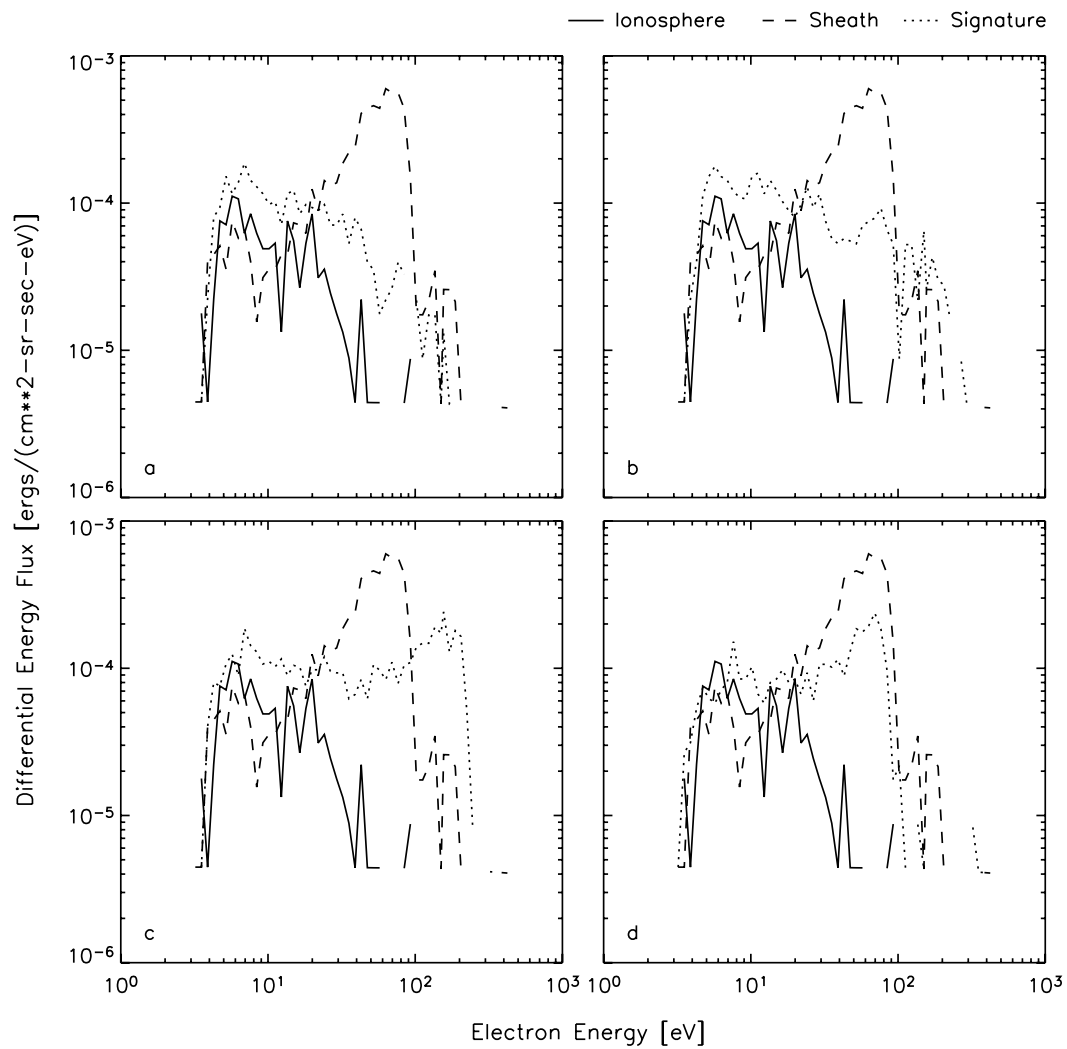 Ionosphere Sheath Signature
10⁻³
10⁻⁴
10⁻⁵
10⁻⁶
a
b
10⁻³
10⁻⁴
10⁻⁵
10⁻⁶
c
d
10⁰ 10¹ 10² 10³ 10⁰ 10¹ 10² 10³
Differential Energy Flux [ergs/(cm**2-sr-sec-eV)]
Electron Energy [eV]